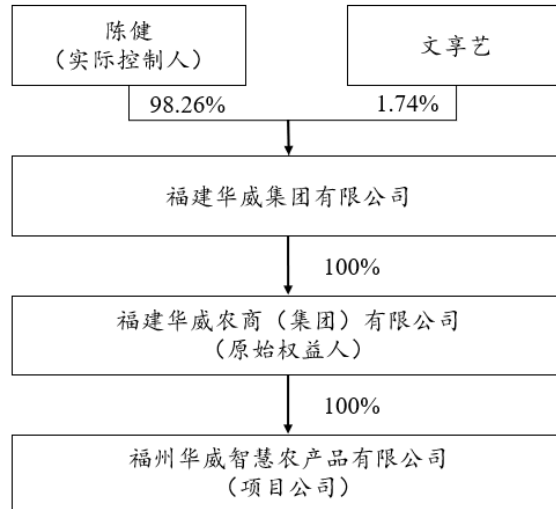 陈健
（实际控制人）
文享艺
98.26%
1.74%
福建华威集团有限公司
100%
福建华威农商（集团）有限公司
（原始权益人）
100%
福州华威智慧农产品有限公司
（项目公司）